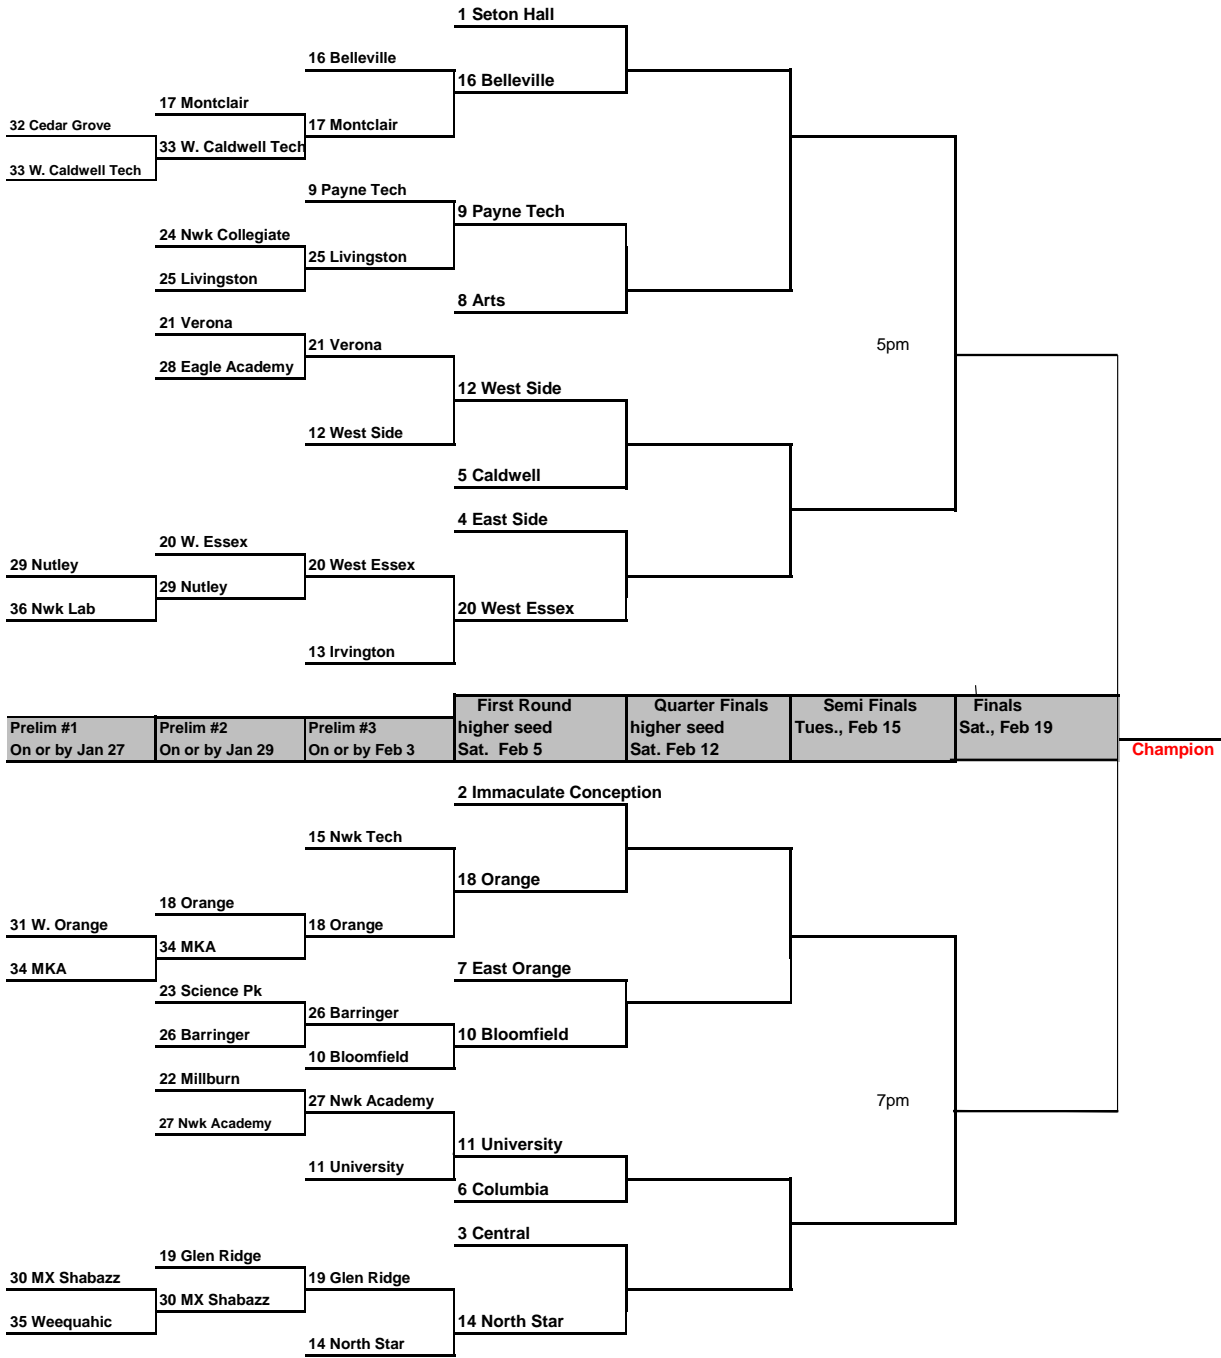 1 Seton Hall
16 Belleville
16 Belleville
17 Montclair
32 Cedar Grove
17 Montclair
33 W. Caldwell Tech
33 W. Caldwell Tech
9 Payne Tech
9 Payne Tech
24 Nwk Collegiate
25 Livingston
25 Livingston
8 Arts
21 Verona
21 Verona
5pm
28 Eagle Academy
12 West Side
12 West Side
5 Caldwell
4 East Side
20 W. Essex
29 Nutley
20 West Essex
29 Nutley
36 Nwk Lab
20 West Essex
13 Irvington
First Round
Quarter Finals
Semi Finals
Finals
Prelim #1
Prelim #2
Prelim #3
higher seed
higher seed
Tues., Feb 15
Sat., Feb 19
On or by Jan 27
On or by Jan 29
On or by Feb 3
Sat. Feb 5
Sat. Feb 12
Champion
2 Immaculate Conception
15 Nwk Tech
18 Orange
18 Orange
31 W. Orange
18 Orange
34 MKA
34 MKA
7 East Orange
23 Science Pk
26 Barringer
26 Barringer
10 Bloomfield
10 Bloomfield
22 Millburn
27 Nwk Academy
7pm
27 Nwk Academy
11 University
11 University
6 Columbia
3 Central
19 Glen Ridge
30 MX Shabazz
19 Glen Ridge
30 MX Shabazz
35 Weequahic
14 North Star
14 North Star